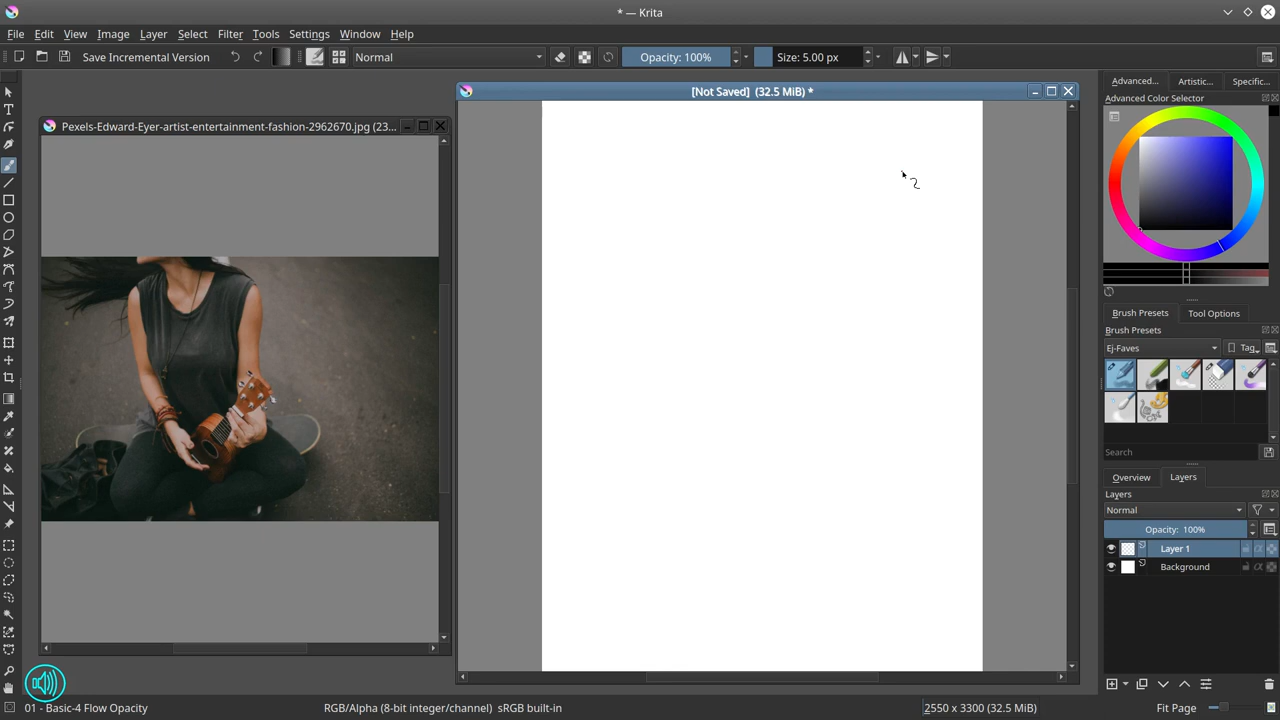 * — Krita
File Edit View Image Layer Select Filter Tools Settings Window Help
Save Incremental Version Normal Opacity: 100% Size: 5.00 px
[Not Saved] (32.5 MiB) *
Pexels-Edward-Eyer-artist-entertainment-fashion-2962670.jpg (23...
Advanced... Artistic... Specific...
Advanced Color Selector
Brush Presets Tool Options
Brush Presets
Ej-Faves Tag
Search
Overview Layers
Layers
Normal
Opacity: 100%
Layer 1
Background
01 - Basic-4 Flow Opacity RGB/Alpha (8-bit integer/channel) sRGB built-in 2550 x 3300 (32.5 MiB) Fit Page